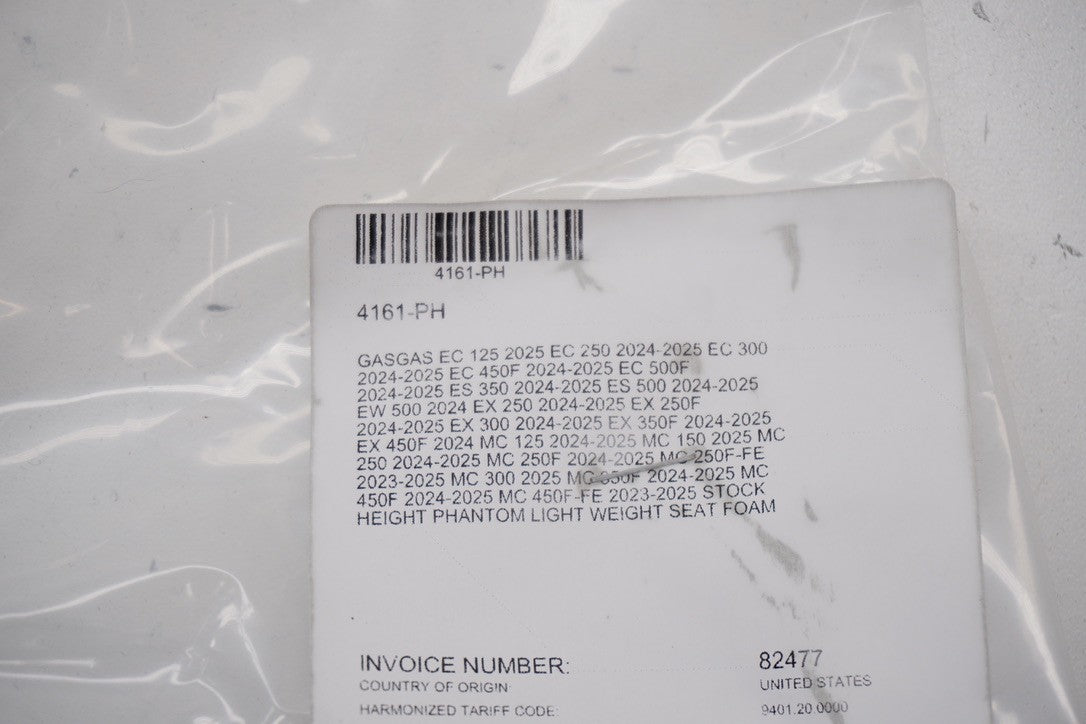 4161-PH
4161-PH
GASGAS EC 125 2025 EC 250 2024-2025 EC 300
2024-2025 EC 450F 2024-2025 EC 500F
2024-2025 ES 350 2024-2025 ES 500 2024-2025
EW 500 2024 EX 250 2024-2025 EX 250F
2024-2025 EX 300 2024-2025 EX 350F 2024-2025
EX 450F 2024 MC 125 2024-2025 MC 150 2025 MC
250 2024-2025 MC 250F 2024-2025 MC 250F-FE
2023-2025 MC 300 2025 MC 350F 2024-2025 MC
450F 2024-2025 MC 450F-FE 2023-2025 STOCK
HEIGHT PHANTOM LIGHT WEIGHT SEAT FOAM
INVOICE NUMBER: 82477
COUNTRY OF ORIGIN: UNITED STATES
HARMONIZED TARIFF CODE: 9401.20.0000